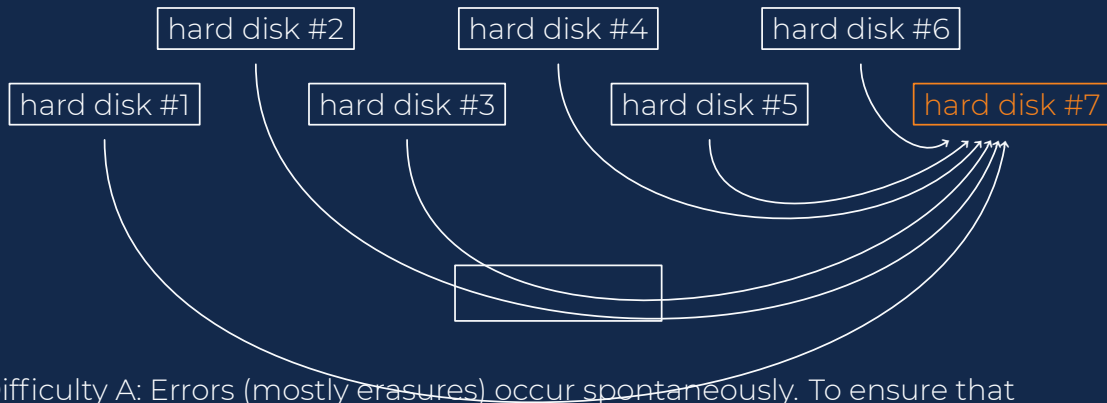 hard disk #2
hard disk #4
hard disk #6
hard disk #1
hard disk #3
hard disk #5
hard disk #7
ifficulty A: Errors (mostly erasures) occur spontaneously. To ensure that